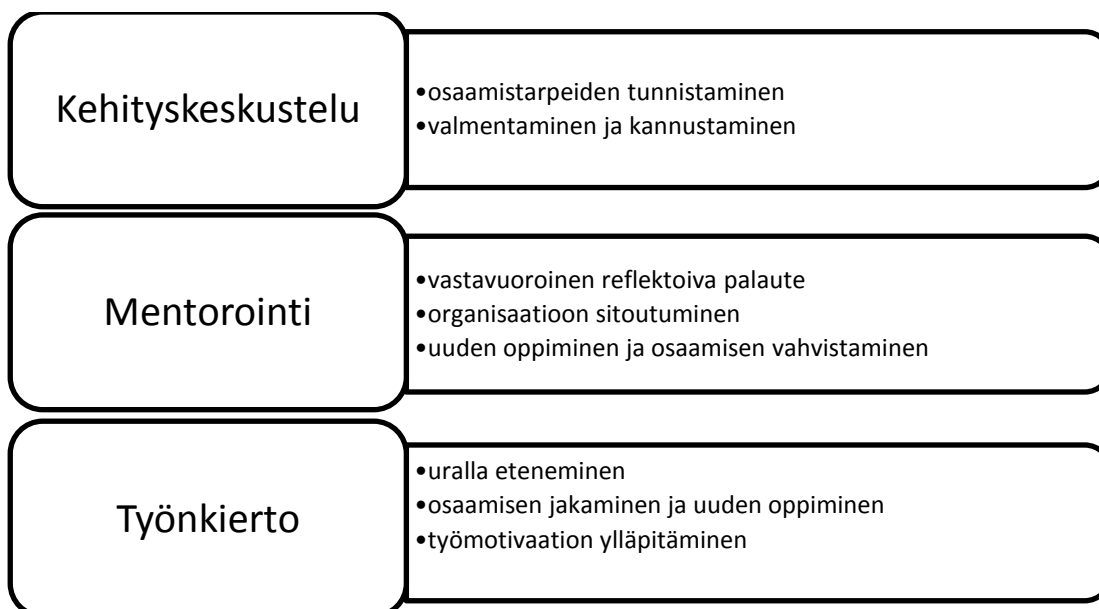 Kehityskeskustelu
•osaamistarpeiden tunnistaminen
•valmentaminen ja kannustaminen
Mentorointi
•vastavuoroinen reflektoiva palaute
•organisaatioon sitoutuminen
•uuden oppiminen ja osaamisen vahvistaminen
Työnkierto
•uralla eteneminen
•osaamisen jakaminen ja uuden oppiminen
•työmotivaation ylläpitäminen